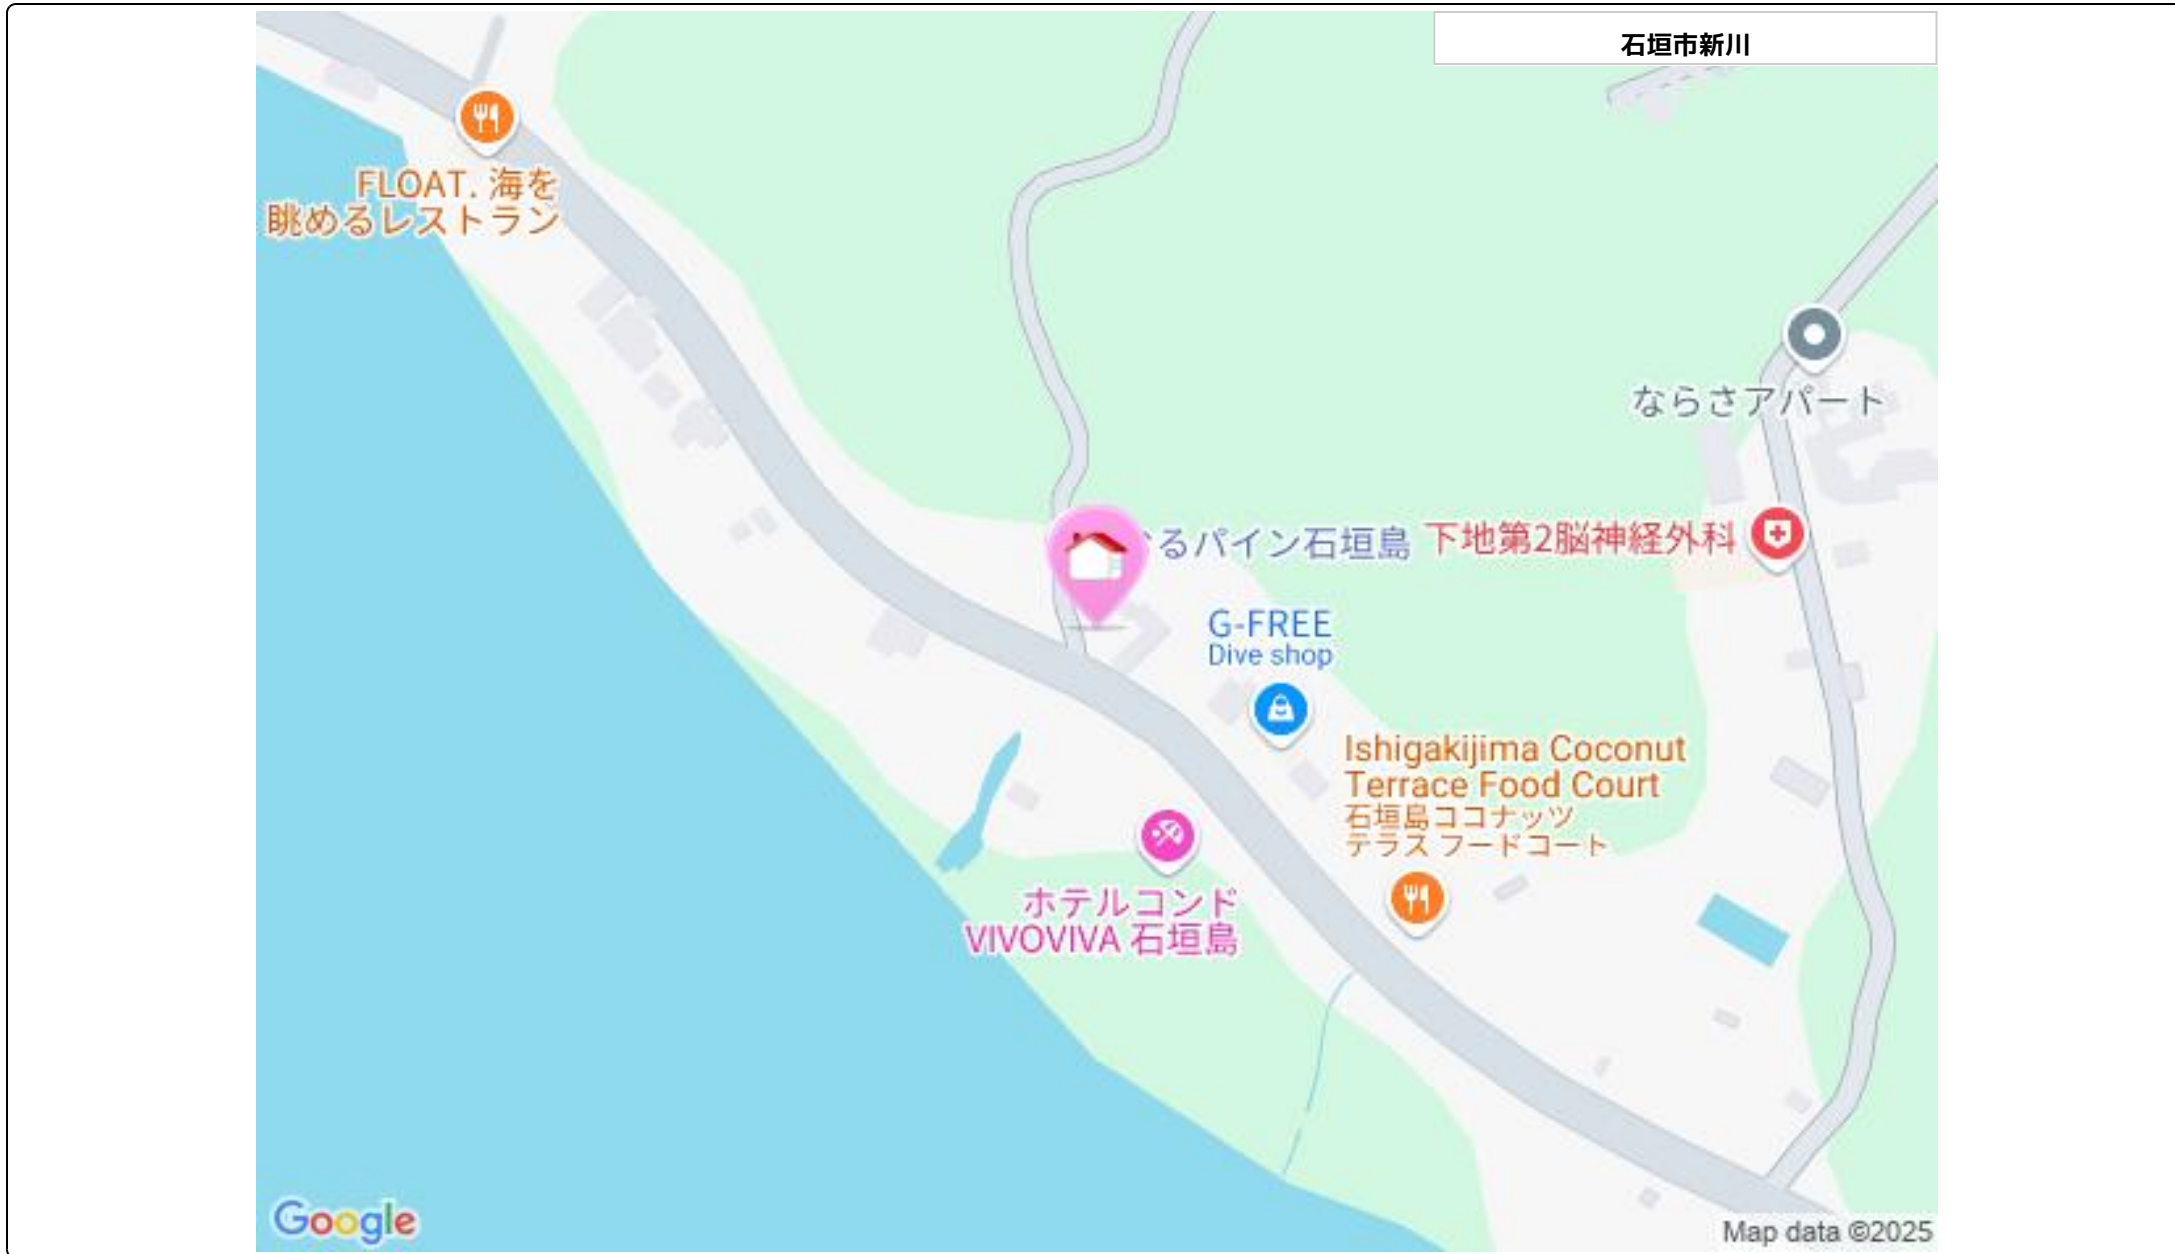 石垣市新川
FLOAT. 海を
眺めるレストラン
ならさアパート
るパイン石垣島
下地第2脳神経外科
G-FREE
Dive shop
Ishigakijima Coconut
Terrace Food Court
石垣島ココナッツ
テラス フードコート
ホテルコンド
VIVOVIVA 石垣島
Google
Map data ©2025